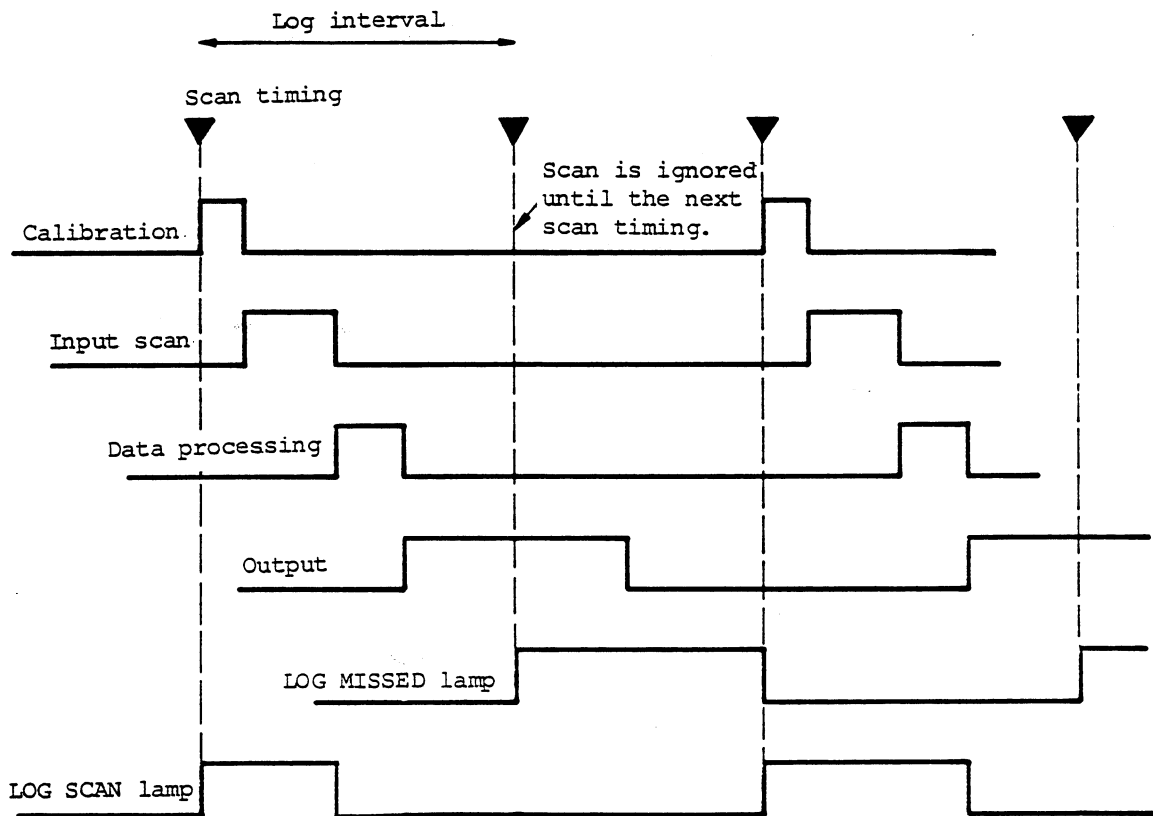 Log interval
Scan timing
Scan is ignored
until the next
scan timing.
Calibration
Input scan
Data processing
Output
LOG MISSED lamp
LOG SCAN lamp